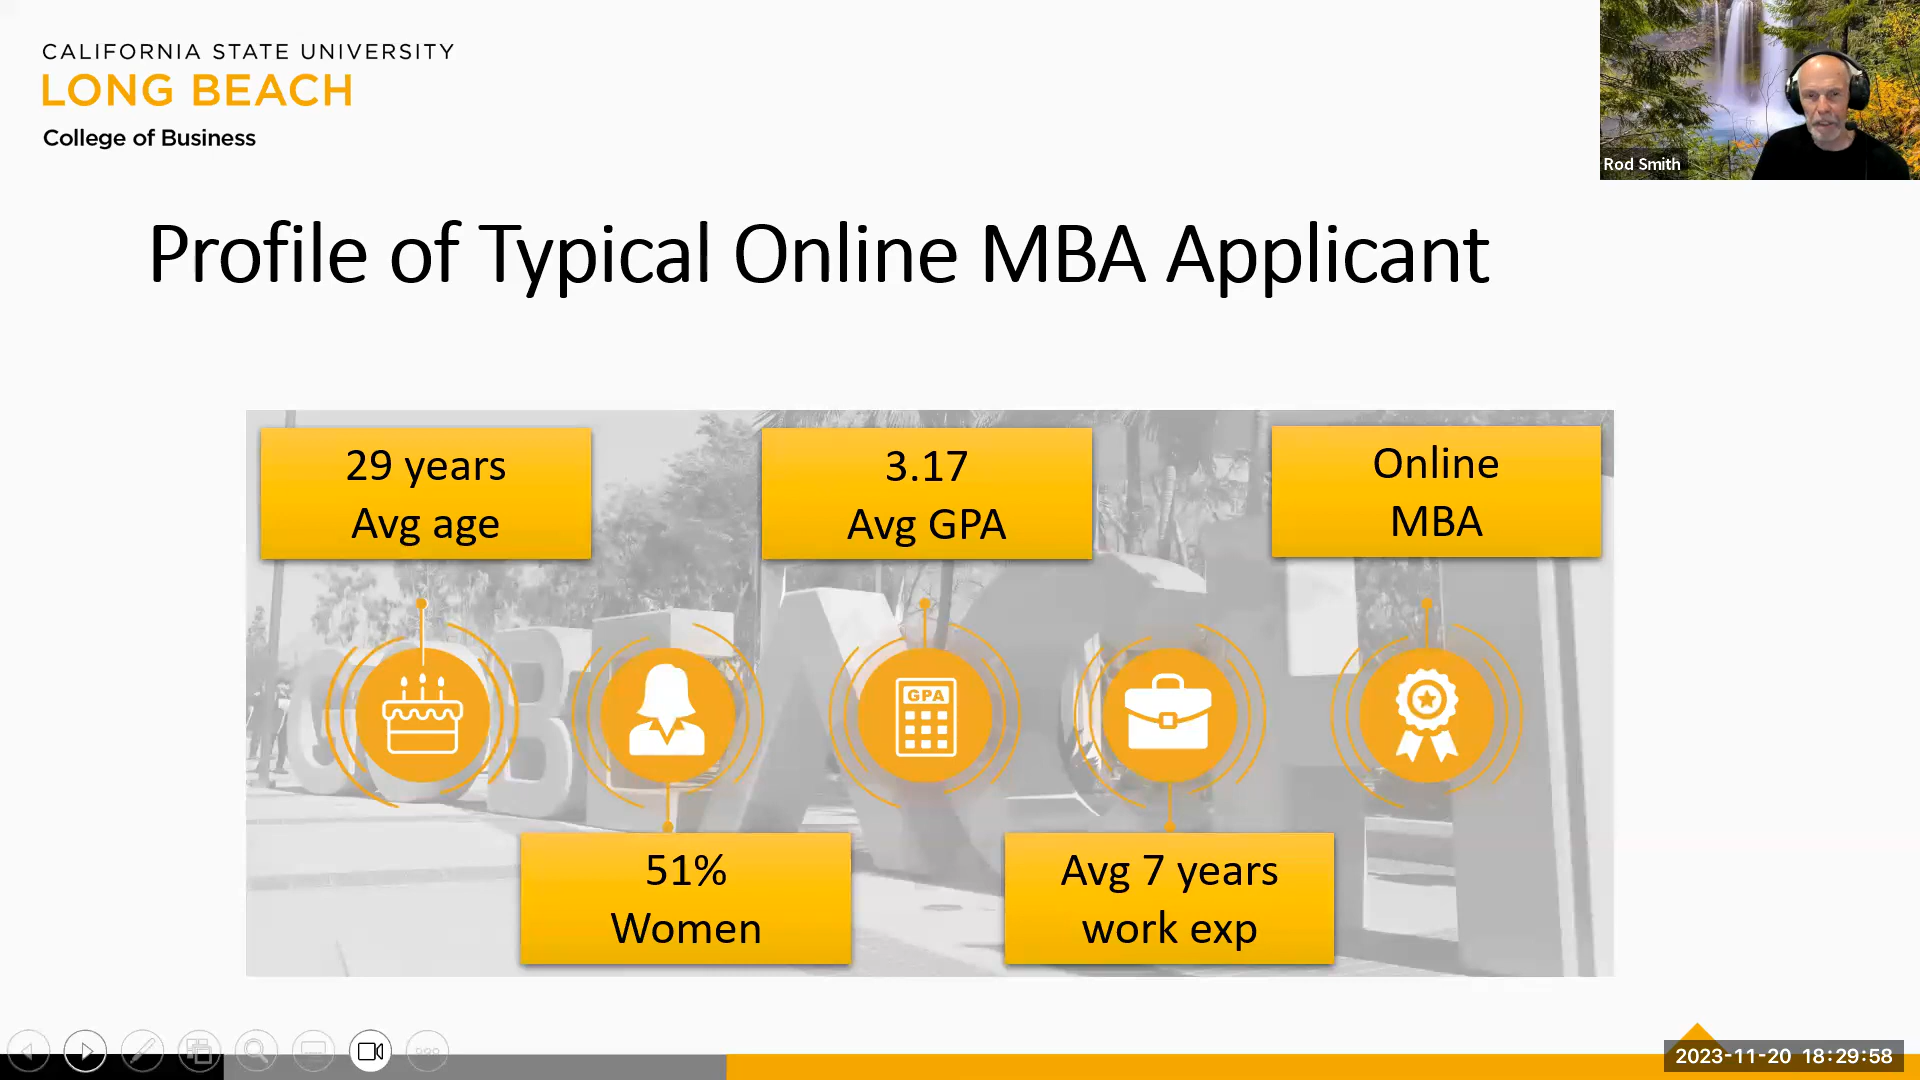 CALIFORNIA STATE UNIVERSITY
LONG BEACH
College of Business
Rod Smith
Profile of Typical Online MBA Applicant
29 years
Avg age
3.17
Avg GPA
Online
MBA
GPA
51%
Women
Avg 7 years
work exp
GOBEACH
2023-11-20 18:29:58